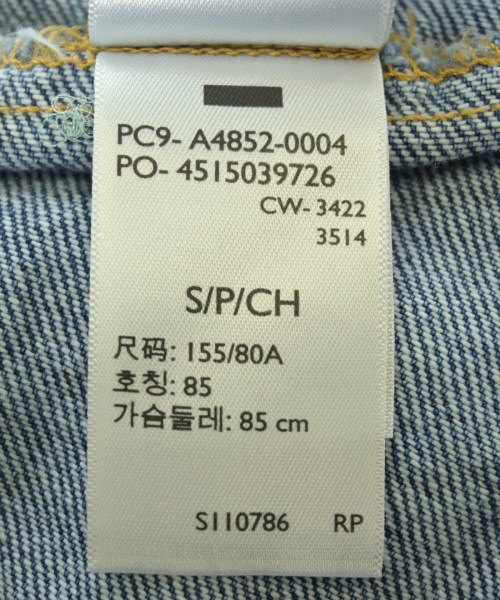 PC9- A4852-0004
PO- 4515039726
CW- 3422
3514
S/P/CH
尺码: 155/80A
호칭: 85
가슴둘레: 85 cm
S110786 RP